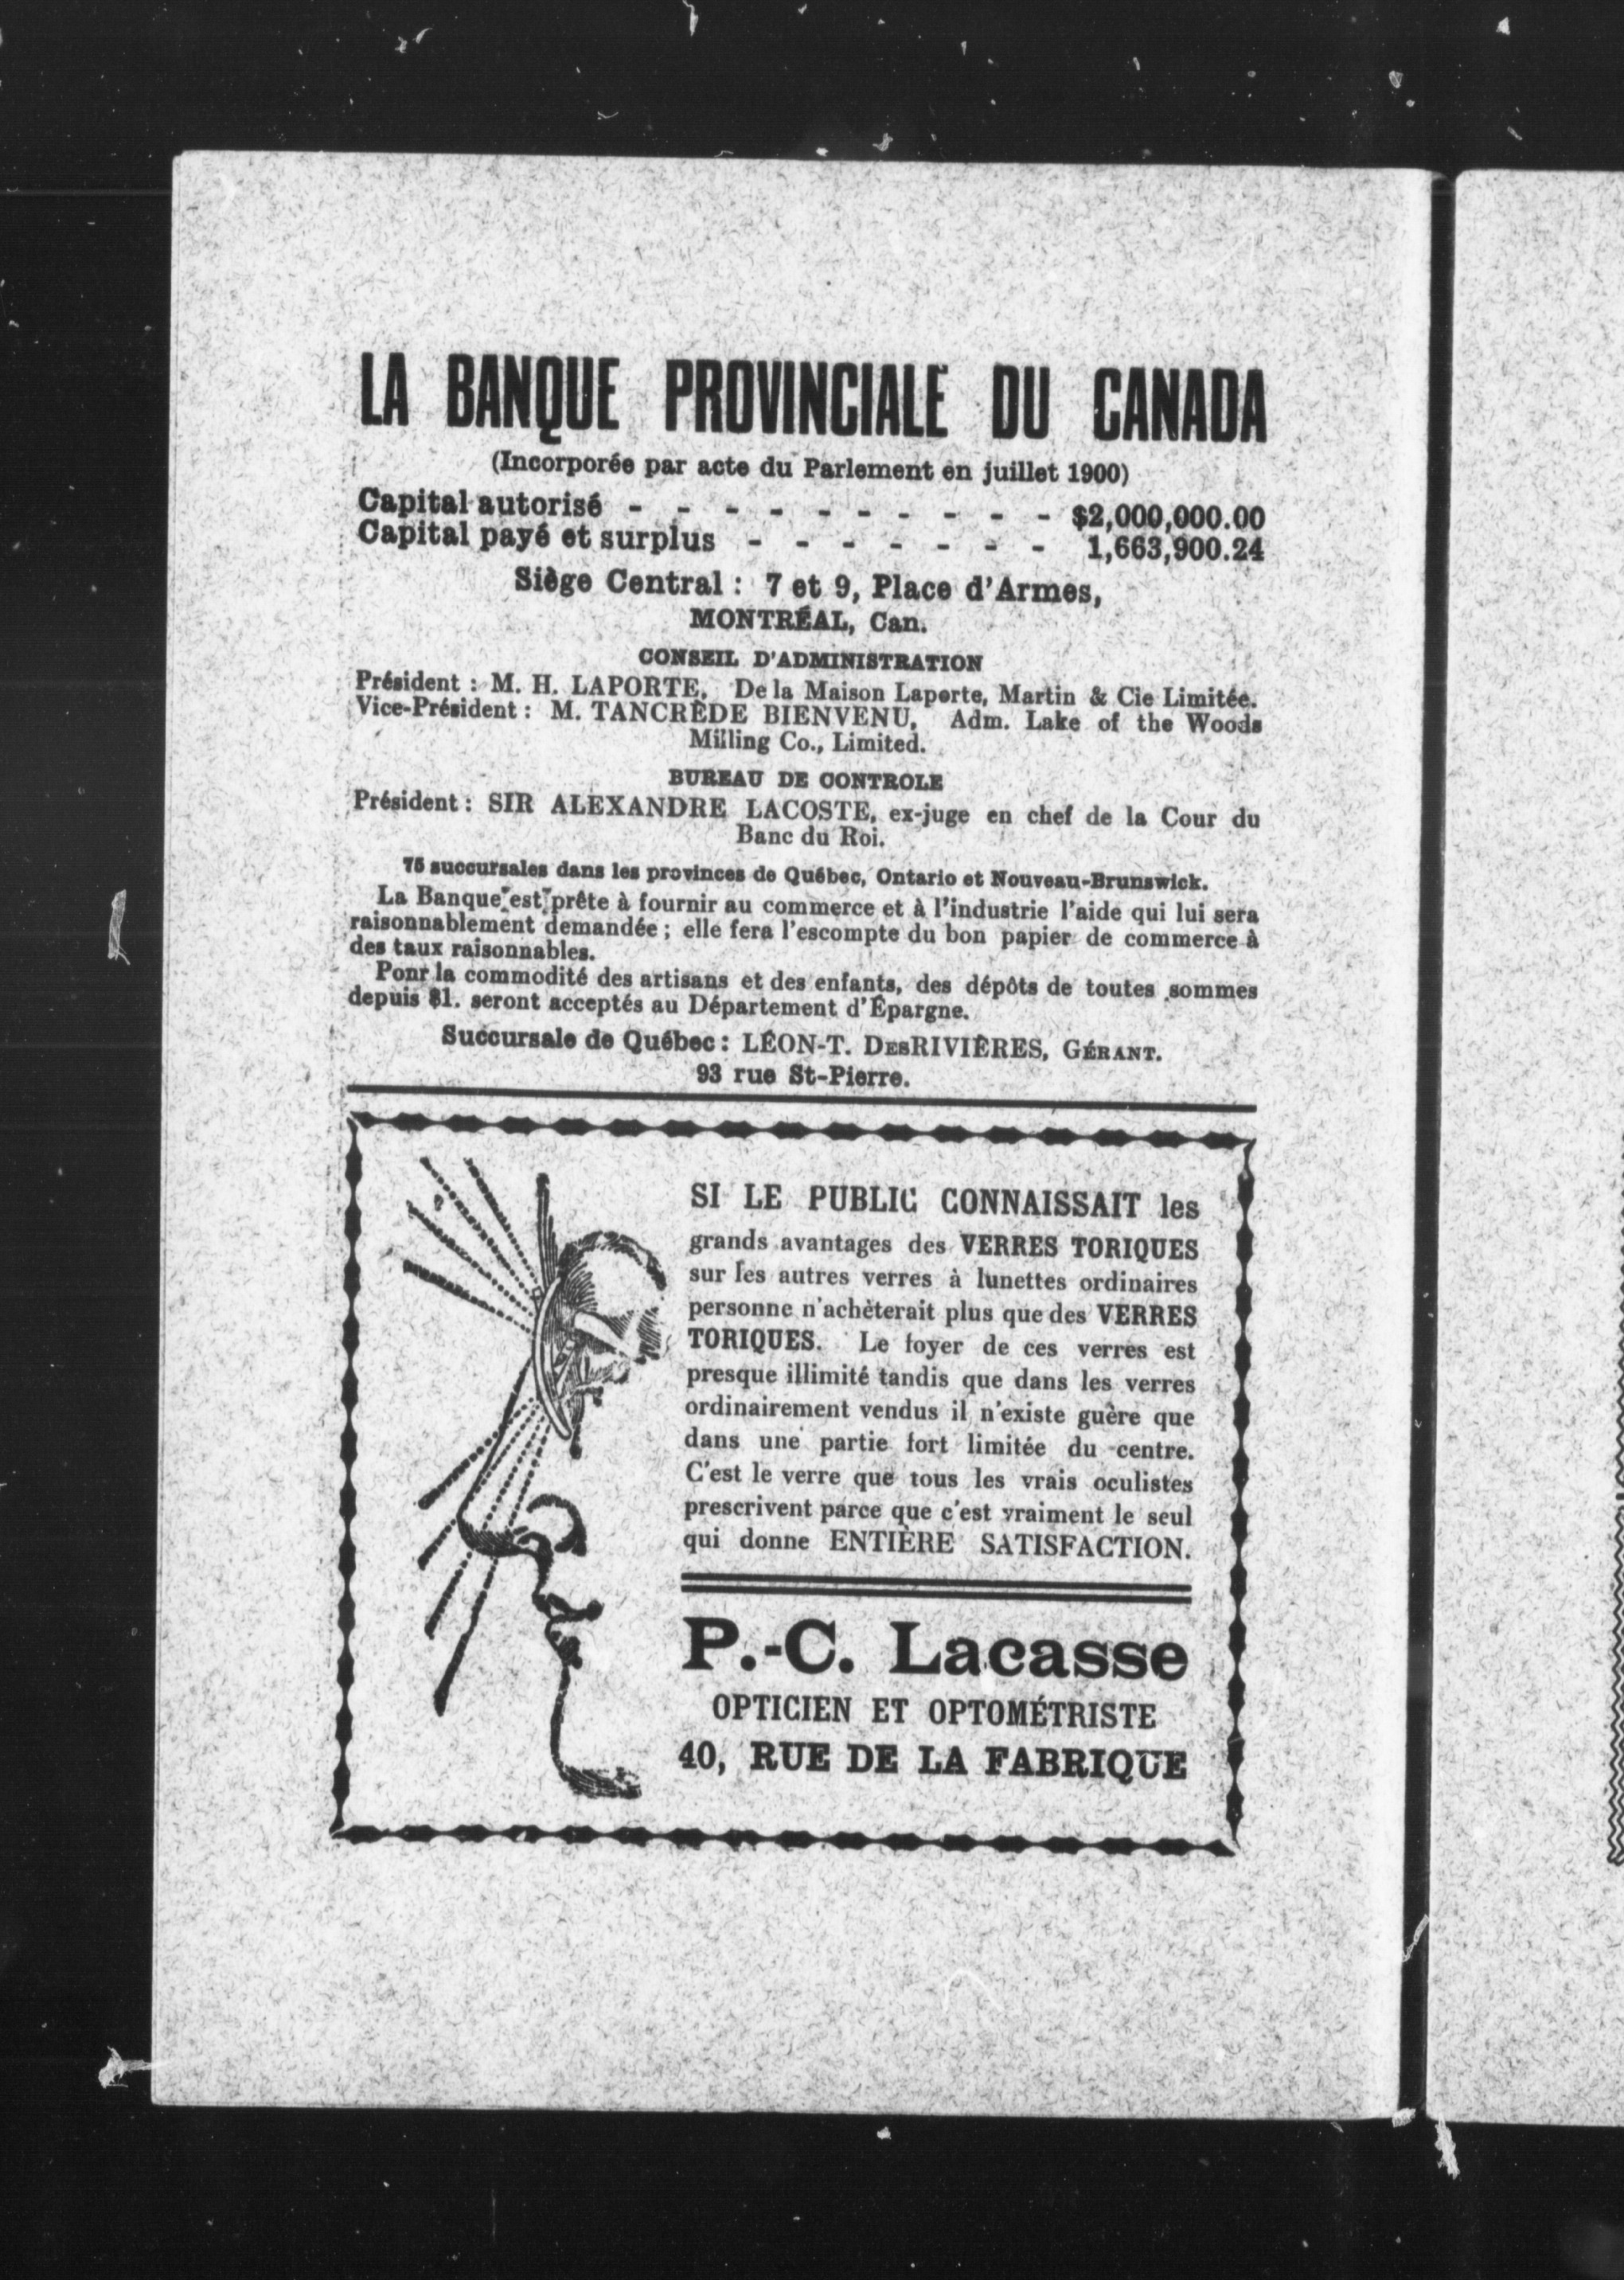 LA BANQUE PROVINCIALE DU CANADA
(Incorporée par acte du Parlement en juillet 1900)
Capital autorisé - - - - - - - - - - $2,000,000.00
Capital payé et surplus - - - - - - - 1,663,900.24
Siège Central : 7 et 9, Place d'Armes,
MONTRÉAL, Can.
CONSEIL D'ADMINISTRATION
Président : M. H. LAPORTE, De la Maison Laporte, Martin & Cie Limitée.
Vice-Président : M. TANCRÈDE BIENVENU, Adm. Lake of the Woods
Milling Co., Limited.
BUREAU DE CONTROLE
Président : SIR ALEXANDRE LACOSTE, ex-juge en chef de la Cour du
Banc du Roi.
75 succursales dans les provinces de Québec, Ontario et Nouveau-Brunswick.
La Banque est prête à fournir au commerce et à l'industrie l'aide qui lui sera
raisonnablement demandée ; elle fera l'escompte du bon papier de commerce à
des taux raisonnables.
Ponr la commodité des artisans et des enfants, des dépôts de toutes sommes
depuis $1. seront acceptés au Département d'Épargne.
Succursale de Québec : LÉON-T. DESRIVIÈRES, GÉRANT.
93 rue St-Pierre.
SI LE PUBLIC CONNAISSAIT les
grands avantages des VERRES TORIQUES
sur les autres verres à lunettes ordinaires
personne n'achèterait plus que des VERRES
TORIQUES. Le foyer de ces verres est
presque illimité tandis que dans les verres
ordinairement vendus il n'existe guère que
dans une partie fort limitée du centre.
C'est le verre que tous les vrais oculistes
prescrivent parce que c'est vraiment le seul
qui donne ENTIÈRE SATISFACTION.
P.-C. Lacasse
OPTICIEN ET OPTOMÉTRISTE
40, RUE DE LA FABRIQUE